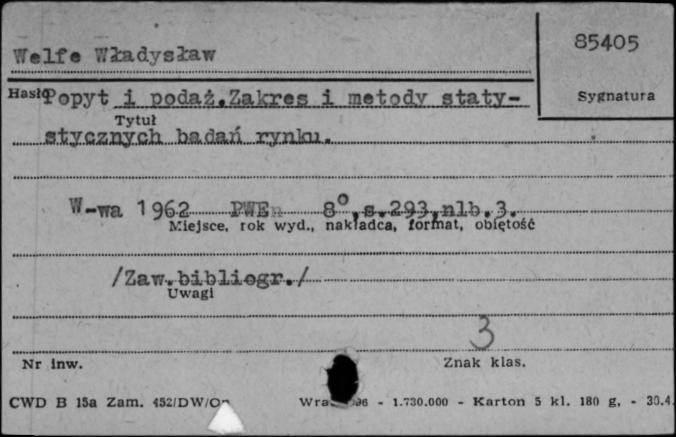 Welfe Władysław
85405
Hasło Popyt i podaż.Zakres i metody staty-
Sygnatura
Tytuł
stycznych badań rynku.
W-wa 1962 PWEn 8°,s.293,nlb.3.
Miejsce, rok wyd., nakładca, format, objętość
/Zaw.bibliogr./
Uwagi
3
Nr inw.
Znak klas.
CWD B 15a Zam. 452/DW/ - 1.730.000 - Karton 5 kl. 180 g. - 30.4.